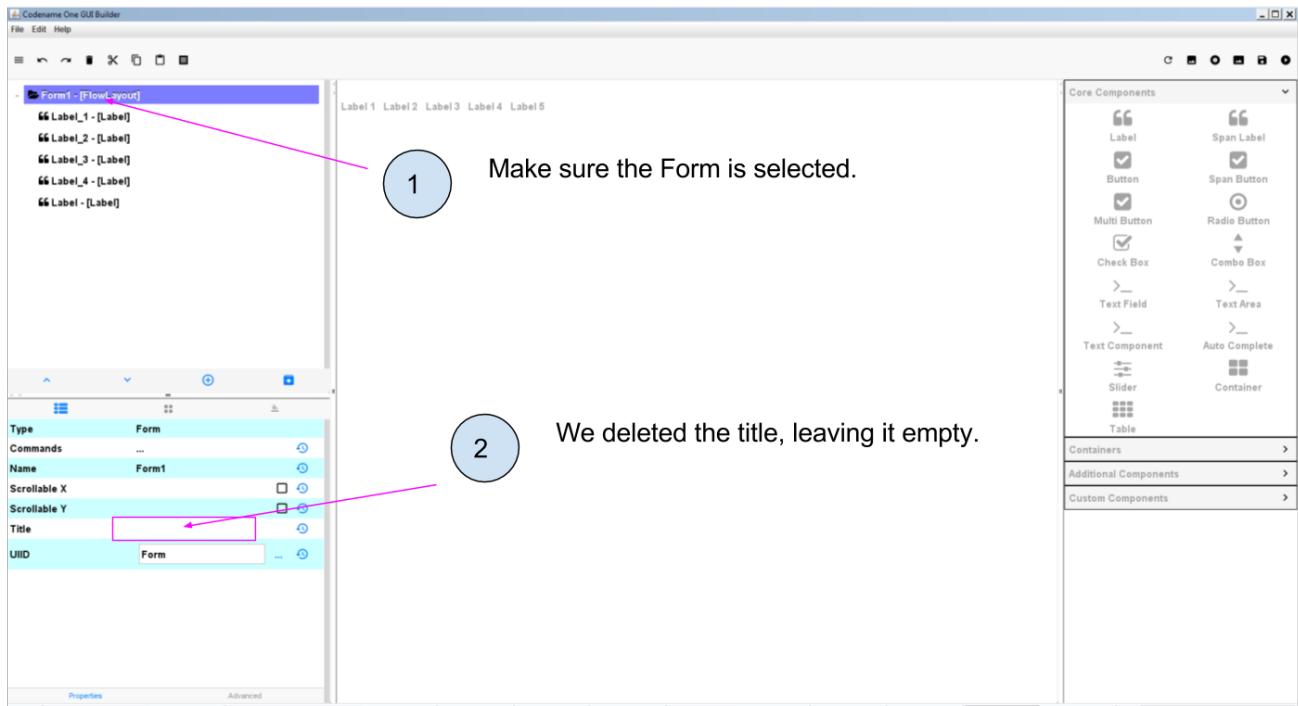 Codename One GUI Builder
File Edit Help
Form1 - [FlowLayout]
Label_1 - [Label]
Label_2 - [Label]
Label_3 - [Label]
Label_4 - [Label]
Label - [Label]
Label 1 Label 2 Label 3 Label 4 Label 5
1
Make sure the Form is selected.
2
We deleted the title, leaving it empty.
Type Form
Commands ...
Name Form1
Scrollable X
Scrollable Y
Title
UIID Form ...
Properties Advanced
Core Components
Label Span Label
Button Span Button
Multi Button Radio Button
Check Box Combo Box
Text Field Text Area
Text Component Auto Complete
Slider Container
Table
Containers
Additional Components
Custom Components